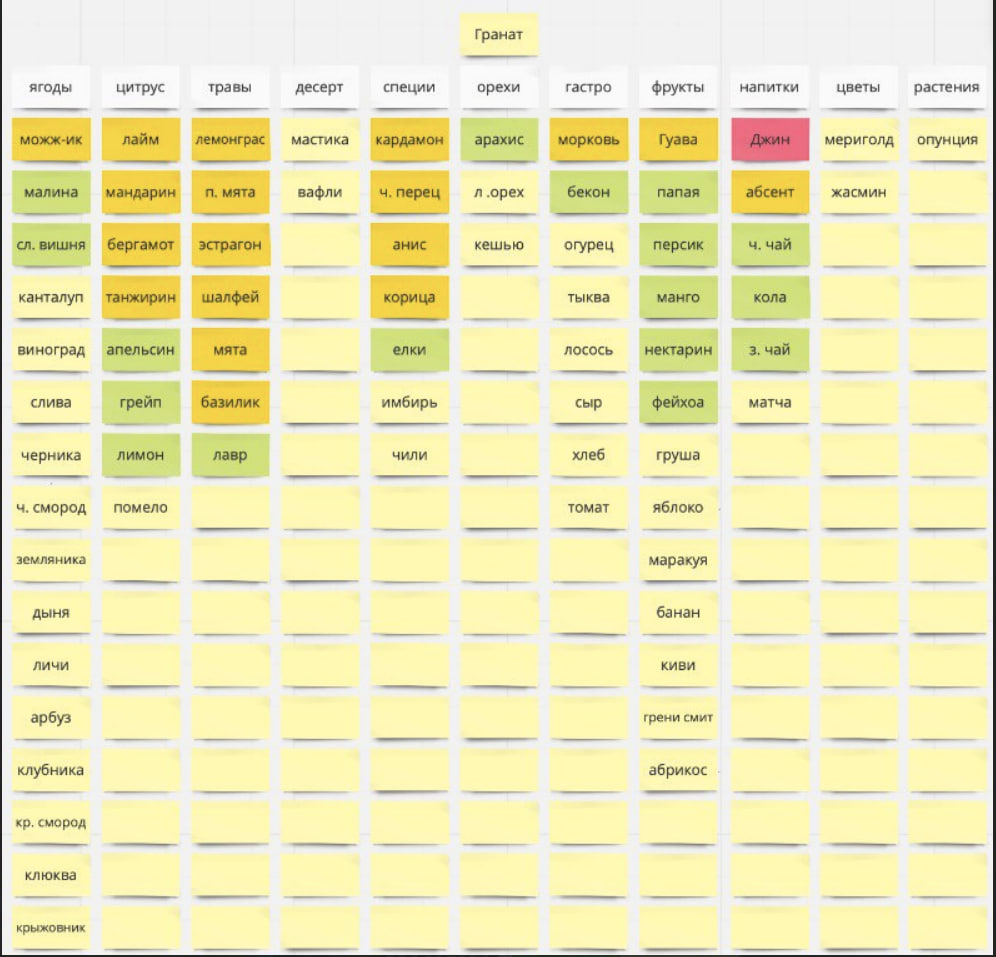 Гранат
ягоды цитрус травы десерт специи орехи гастро фрукты напитки цветы растения
можж-ик лайм лемонграс мастика кардамон арахис морковь Гуава Джин мериголд опунция
малина мандарин п. мята вафли ч. перец л .орех бекон папая абсент жасмин
сл. вишня бергамот эстрагон анис кешью огурец персик ч. чай
канталуп танжирин шалфей корица тыква манго кола
виноград апельсин мята елки лосось нектарин з. чай
слива грейп базилик имбирь сыр фейхоа матча
черника лимон лавр чили хлеб груша
ч. смород помело томат яблоко
земляника маракуя
дыня банан
личи киви
арбуз грени смит
клубника абрикос
кр. смород
клюква
крыжовник